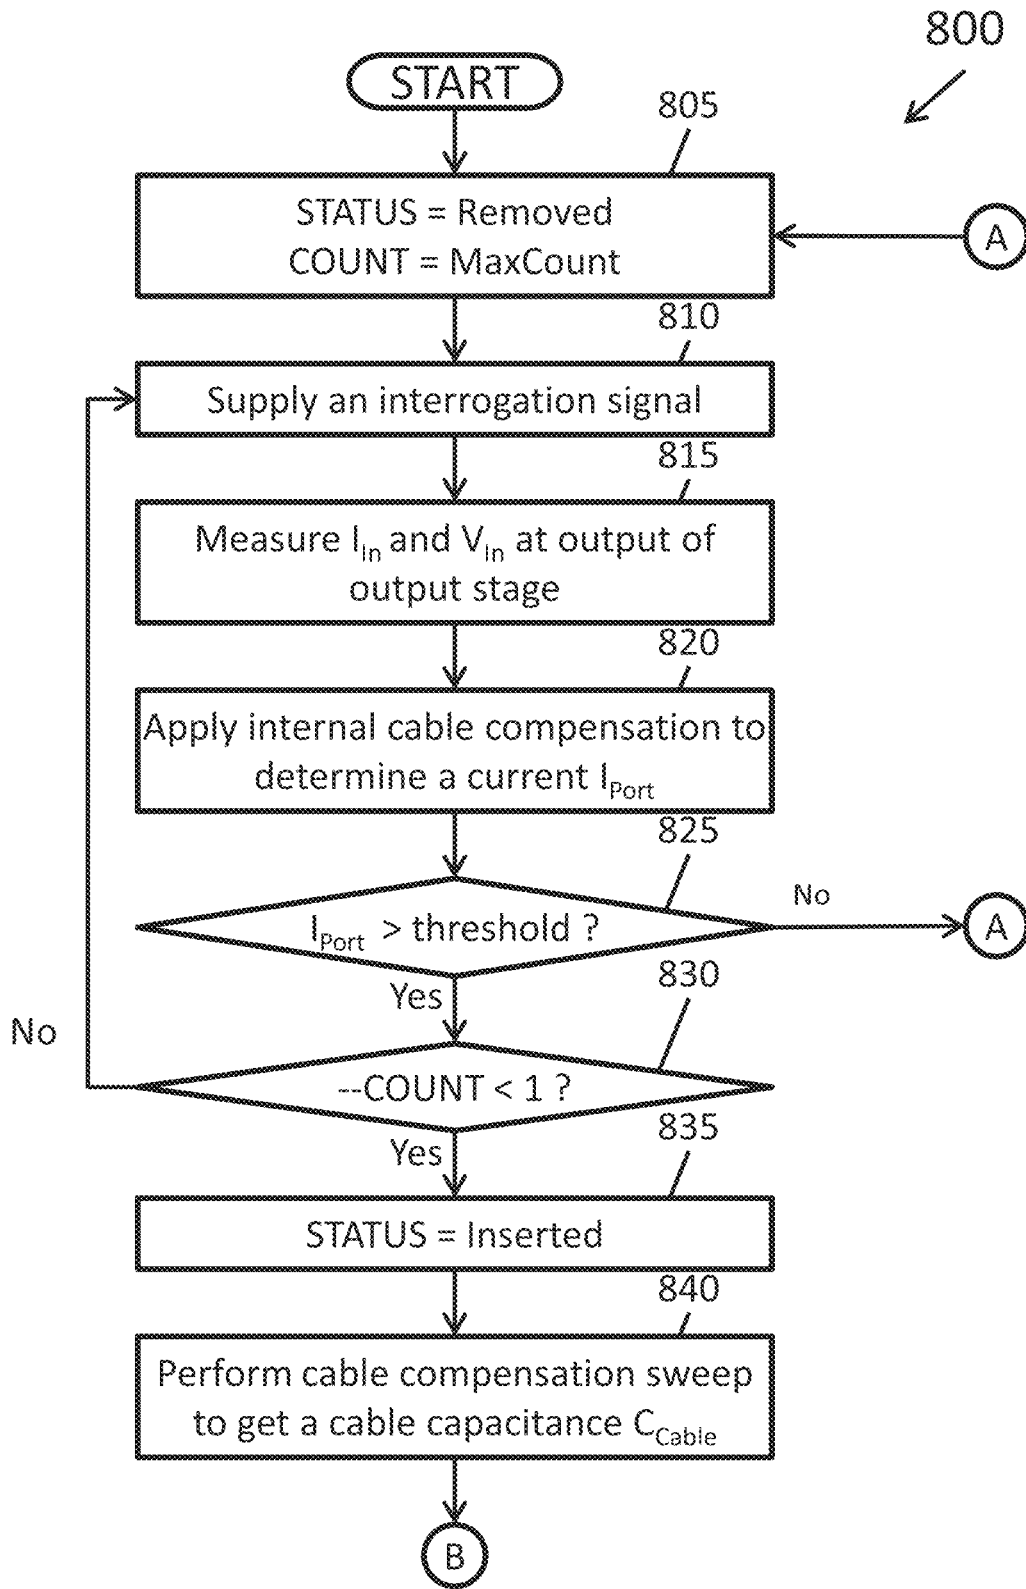 800
START
805
STATUS = Removed
COUNT = MaxCount
A
810
Supply an interrogation signal
815
Measure I_In and V_In at output of
output stage
820
Apply internal cable compensation to
determine a current I_Port
825
I_Port > threshold ?
No
A
Yes
830
No
--COUNT < 1 ?
Yes
835
STATUS = Inserted
840
Perform cable compensation sweep
to get a cable capacitance C_Cable
B